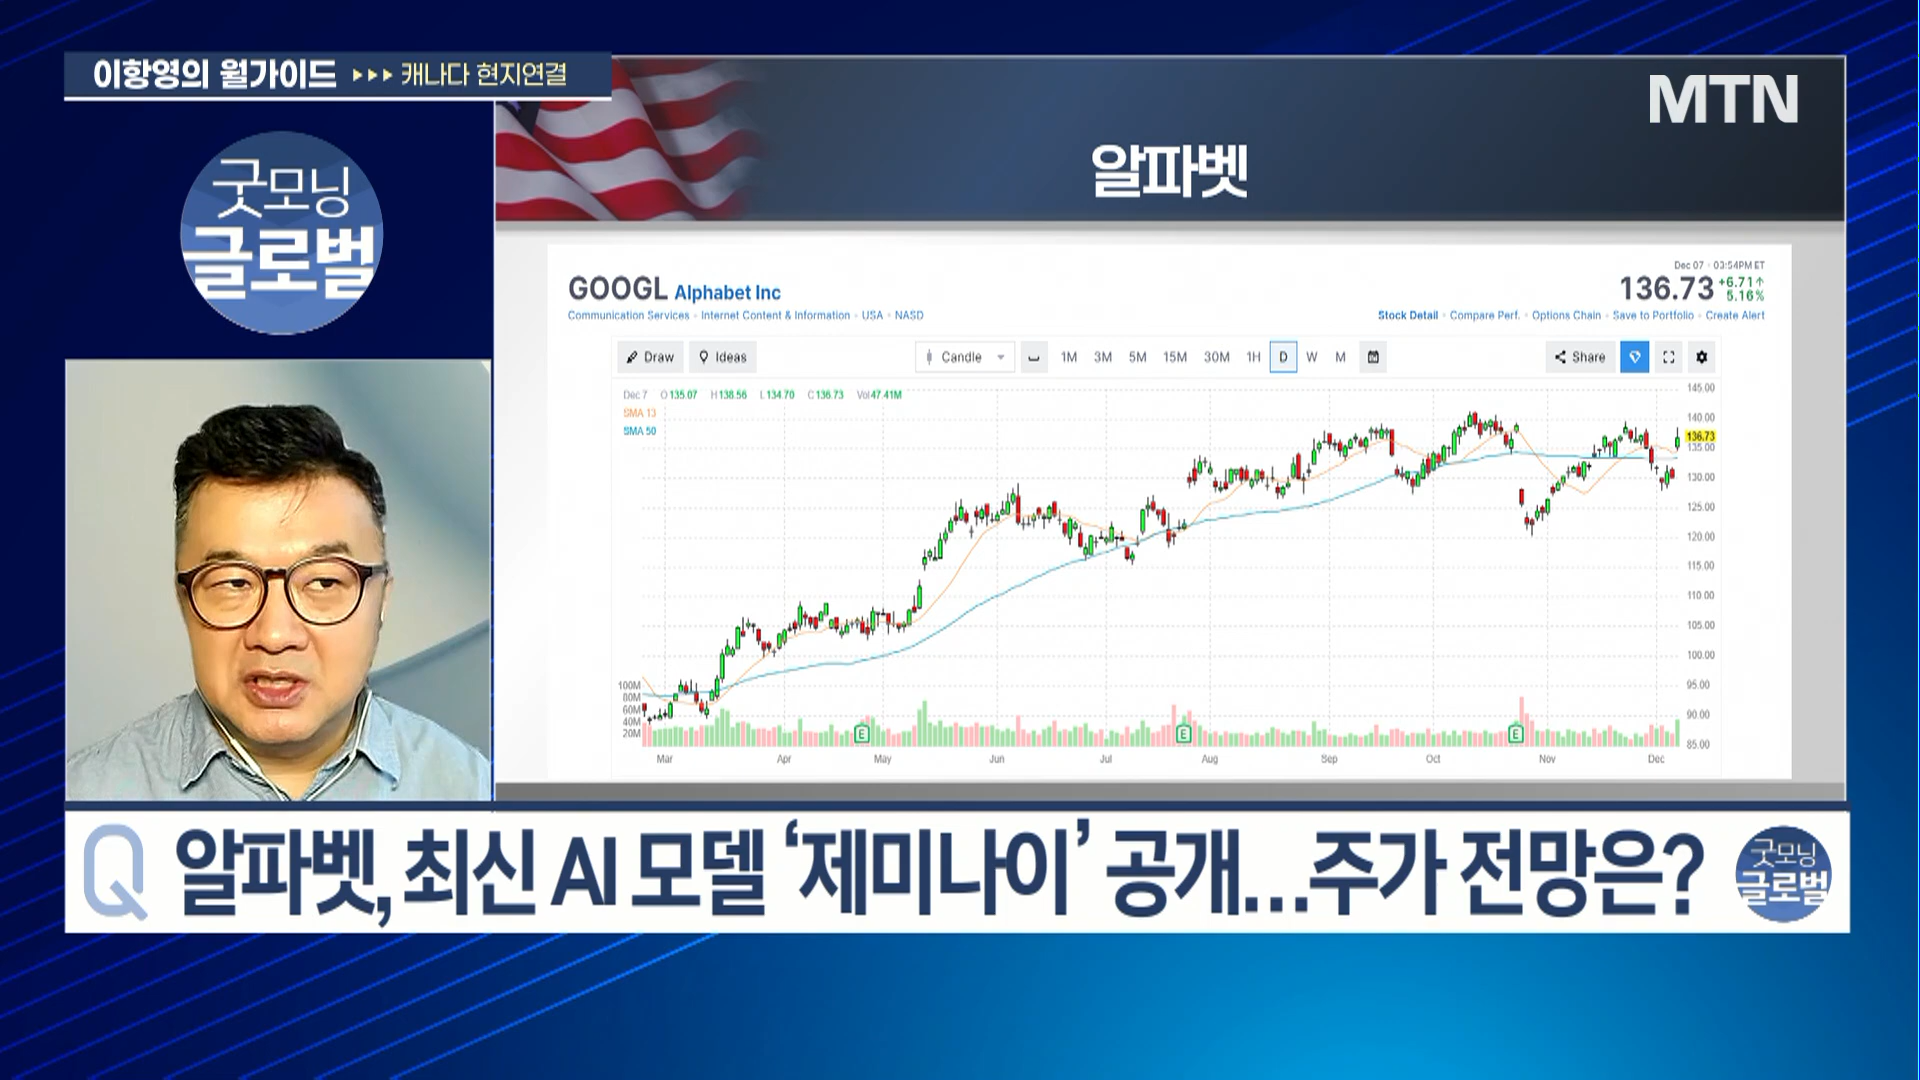 이항영의 월가이드 ▸▸▸ 캐나다 현지연결
MTN
굿모닝
글로벌
알파벳
Dec 07 · 03:54PM ET
GOOGL Alphabet Inc
136.73 +6.71↑
5.16%
Communication Services • Internet Content & Information • USA • NASD
Stock Detail • Compare Perf. • Options Chain • Save to Portfolio • Create Alert
Draw Ideas Candle 1M 3M 5M 15M 30M 1H D W M Share
Dec 7 O 135.07 H 138.56 L 134.70 C 136.73 Vol 47.41M
SMA 13
SMA 50
145.00
140.00
136.73
135.00
130.00
125.00
120.00
115.00
110.00
105.00
100.00
95.00
90.00
85.00
100M
80M
60M
40M
20M
E E E
Mar Apr May Jun Jul Aug Sep Oct Nov Dec
Q 알파벳, 최신 AI 모델 ‘제미나이’ 공개...주가 전망은?
굿모닝
글로벌